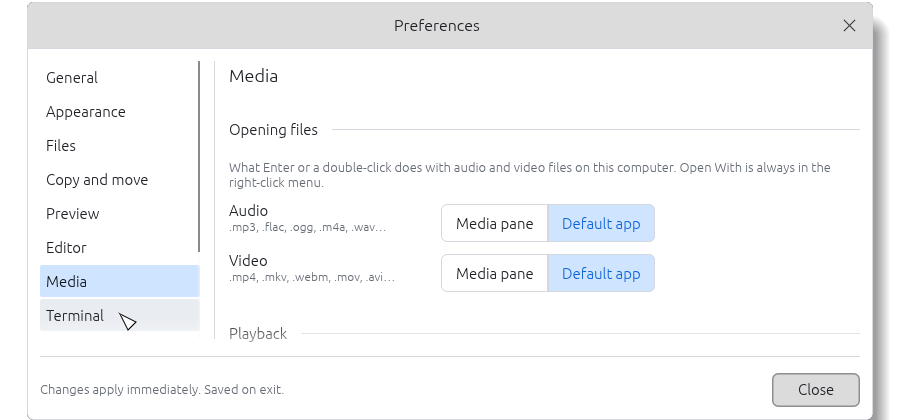 Preferences
General
Appearance
Files
Copy and move
Preview
Editor
Media
Terminal
Media
Opening files
What Enter or a double-click does with audio and video files on this computer. Open With is always in the
right-click menu.
Audio
.mp3, .flac, .ogg, .m4a, .wav...
Media pane
Default app
Video
.mp4, .mkv, .webm, .mov, .avi...
Media pane
Default app
Playback
Changes apply immediately. Saved on exit.
Close